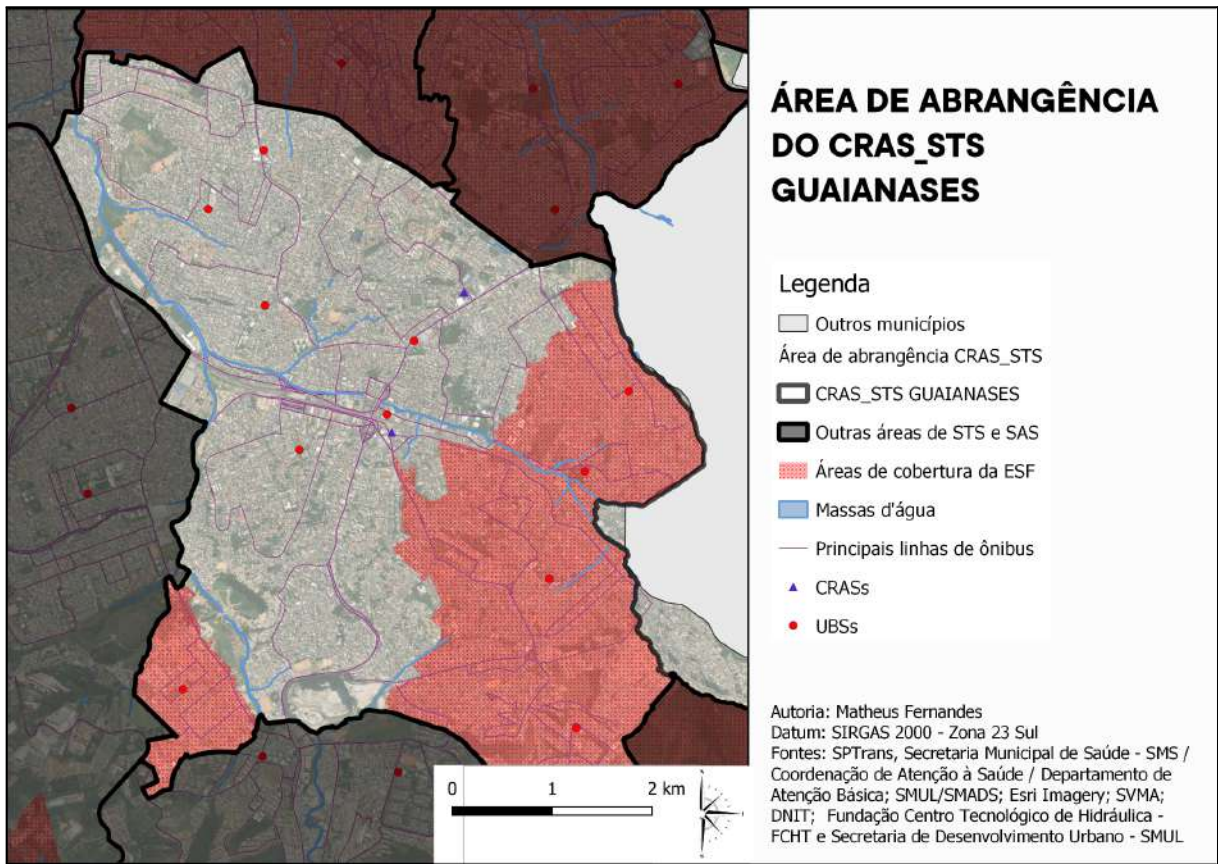 ÁREA DE ABRANGÊNCIA
DO CRAS_STS
GUAIANASES
Legenda
Outros municípios
Área de abrangência CRAS_STS
CRAS_STS GUAIANASES
Outras áreas de STS e SAS
Áreas de cobertura da ESF
Massas d'água
Principais linhas de ônibus
CRASs
UBSs
Autoria: Matheus Fernandes
Datum: SIRGAS 2000 - Zona 23 Sul
Fontes: SPTrans, Secretaria Municipal de Saúde - SMS /
Coordenação de Atenção à Saúde / Departamento de
Atenção Básica; SMUL/SMADS; Esri Imagery; SVMA;
DNIT; Fundação Centro Tecnológico de Hidráulica -
FCHT e Secretaria de Desenvolvimento Urbano - SMUL
0 1 2 km